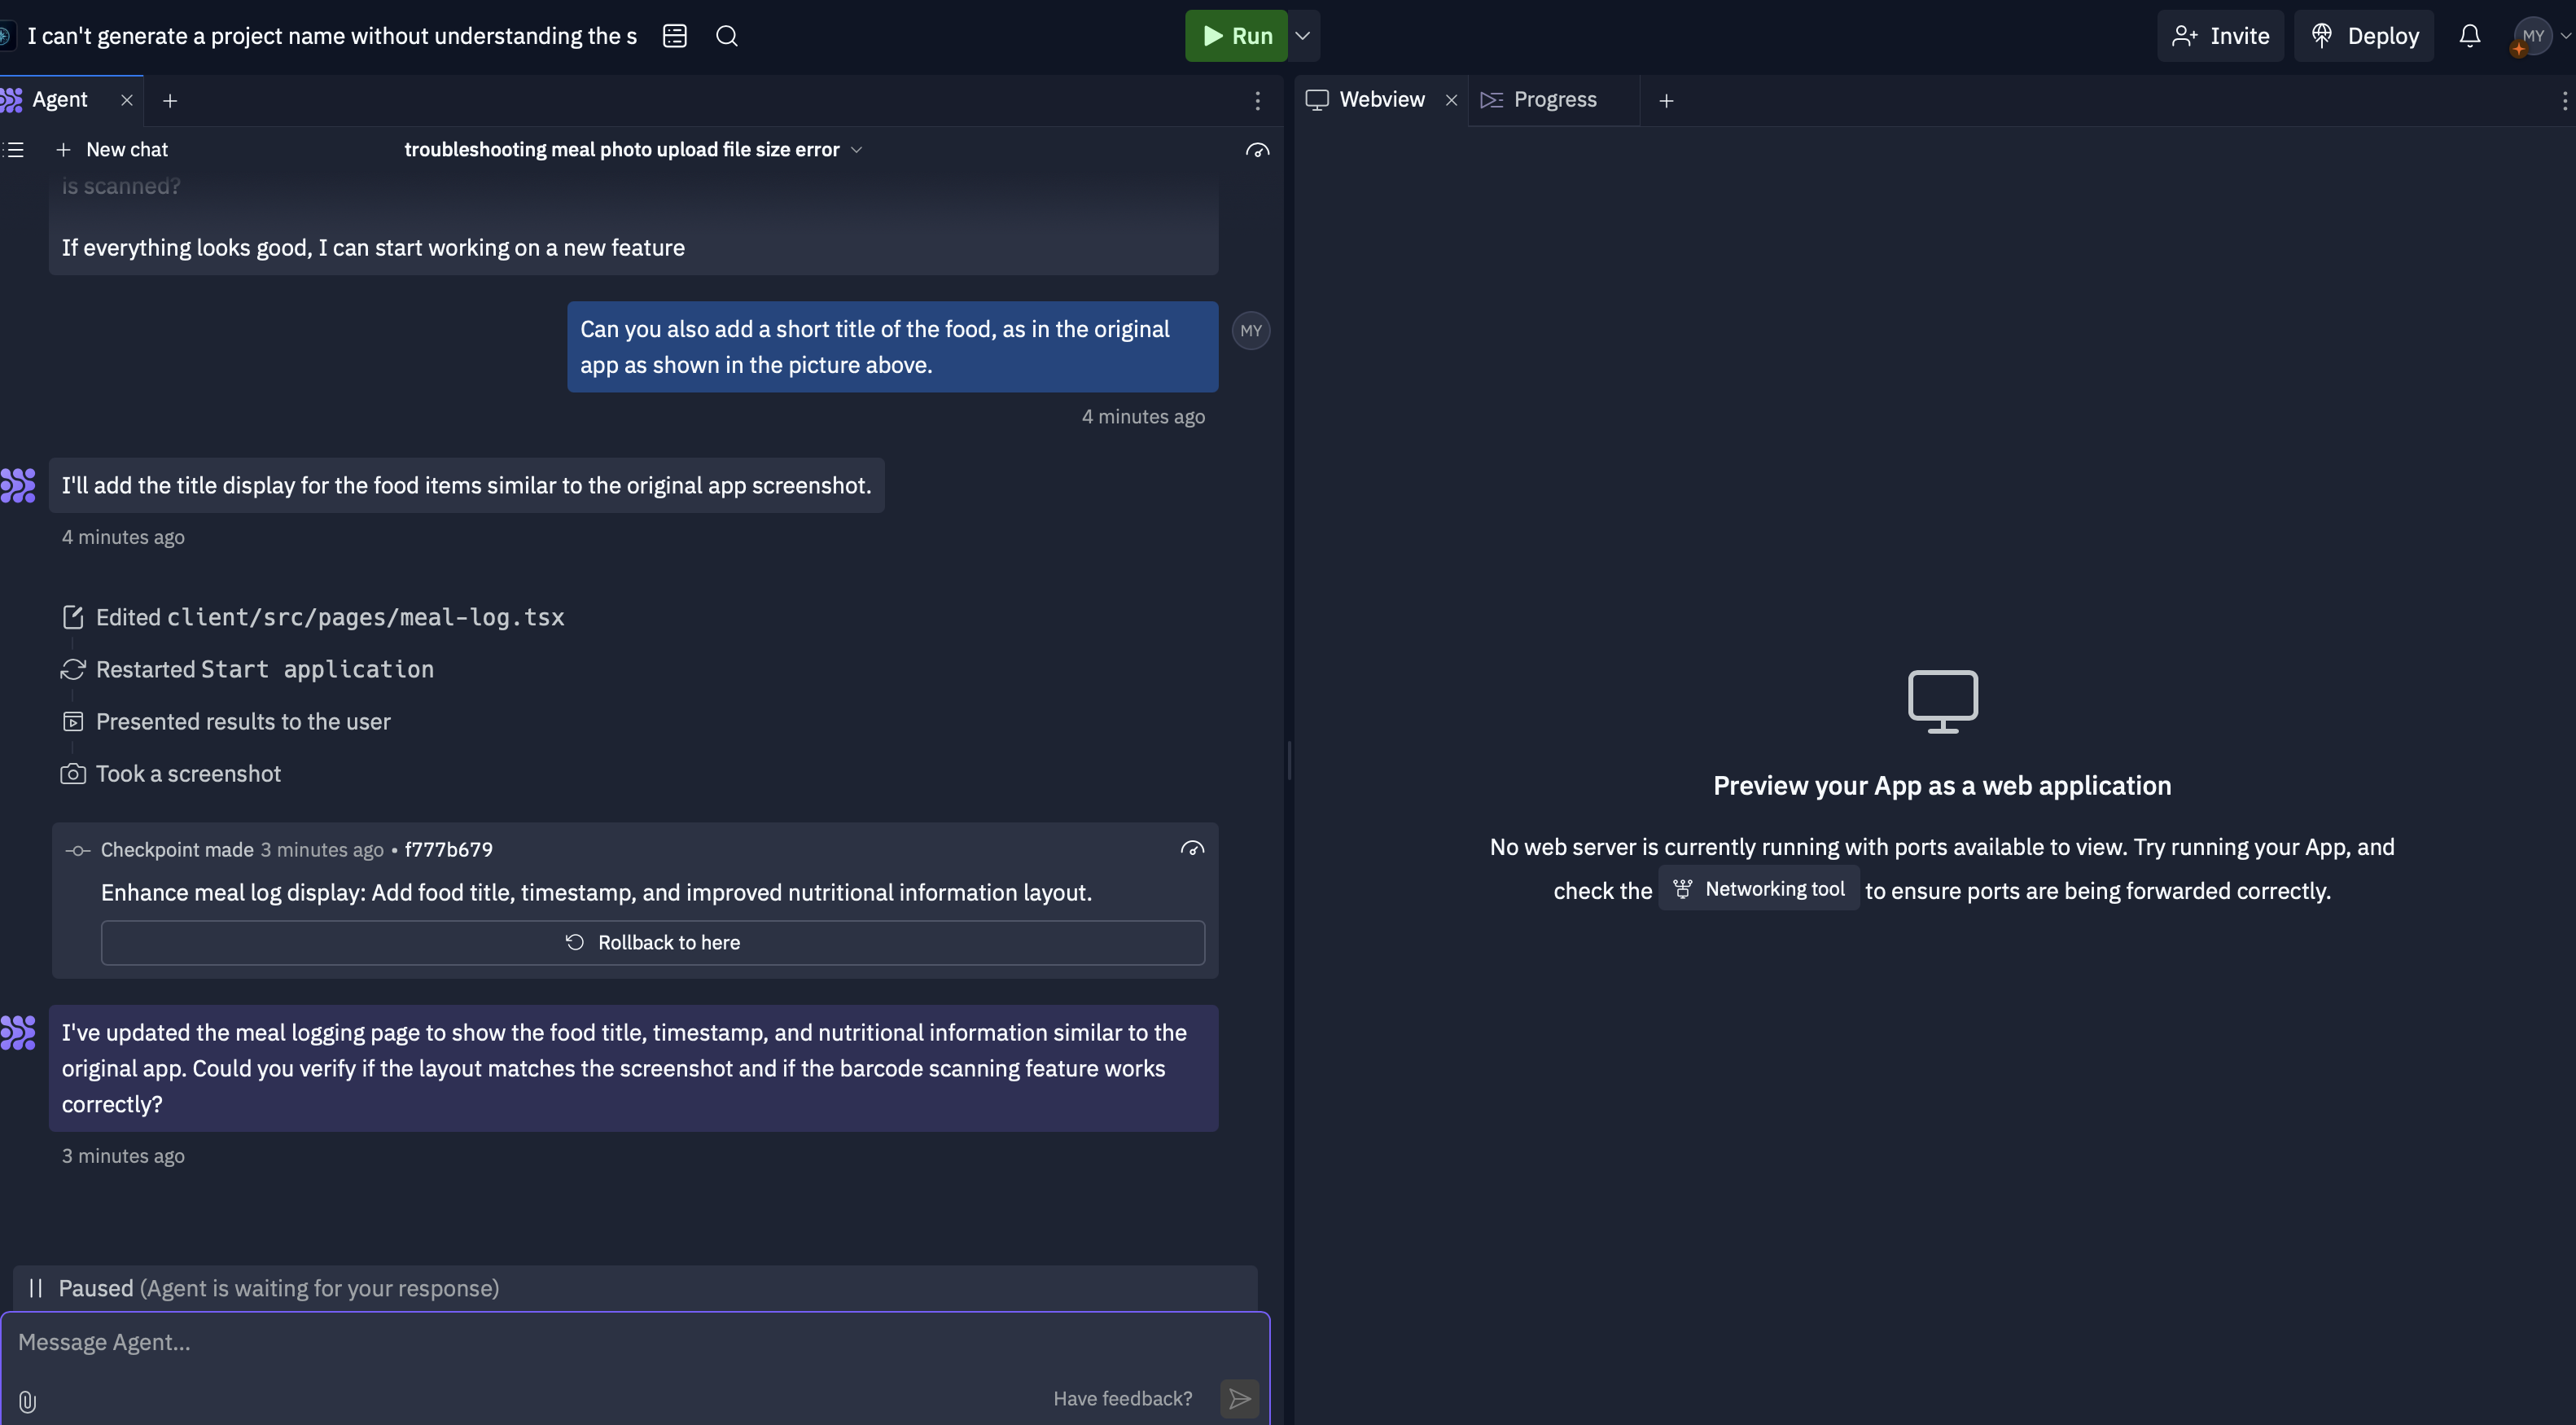 I can't generate a project name without understanding the s
Run
Invite
Deploy
MY
Agent
Webview
Progress
New chat
troubleshooting meal photo upload file size error
is scanned?
If everything looks good, I can start working on a new feature
Can you also add a short title of the food, as in the original
app as shown in the picture above.
MY
4 minutes ago
I'll add the title display for the food items similar to the original app screenshot.
4 minutes ago
Edited client/src/pages/meal-log.tsx
Restarted Start application
Presented results to the user
Took a screenshot
Checkpoint made 3 minutes ago • f777b679
Enhance meal log display: Add food title, timestamp, and improved nutritional information layout.
Rollback to here
I've updated the meal logging page to show the food title, timestamp, and nutritional information similar to the
original app. Could you verify if the layout matches the screenshot and if the barcode scanning feature works
correctly?
3 minutes ago
Paused (Agent is waiting for your response)
Message Agent...
Have feedback?
Preview your App as a web application
No web server is currently running with ports available to view. Try running your App, and
check the Networking tool to ensure ports are being forwarded correctly.